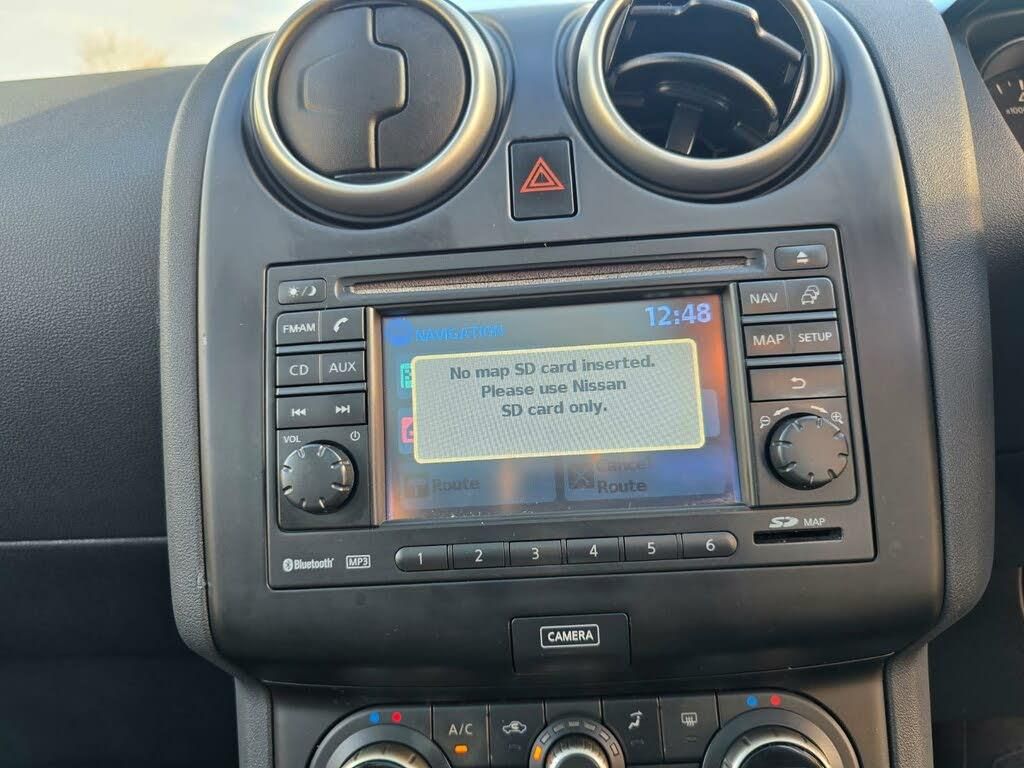 12:48
NAVIGATION
No map SD card inserted.
Please use Nissan
SD card only.
Route
Cancel
Route
FM·AM
CD AUX
VOL
Bluetooth MP3
1 2 3 4 5 6
NAV
MAP SETUP
SD MAP
CAMERA
A/C
x100